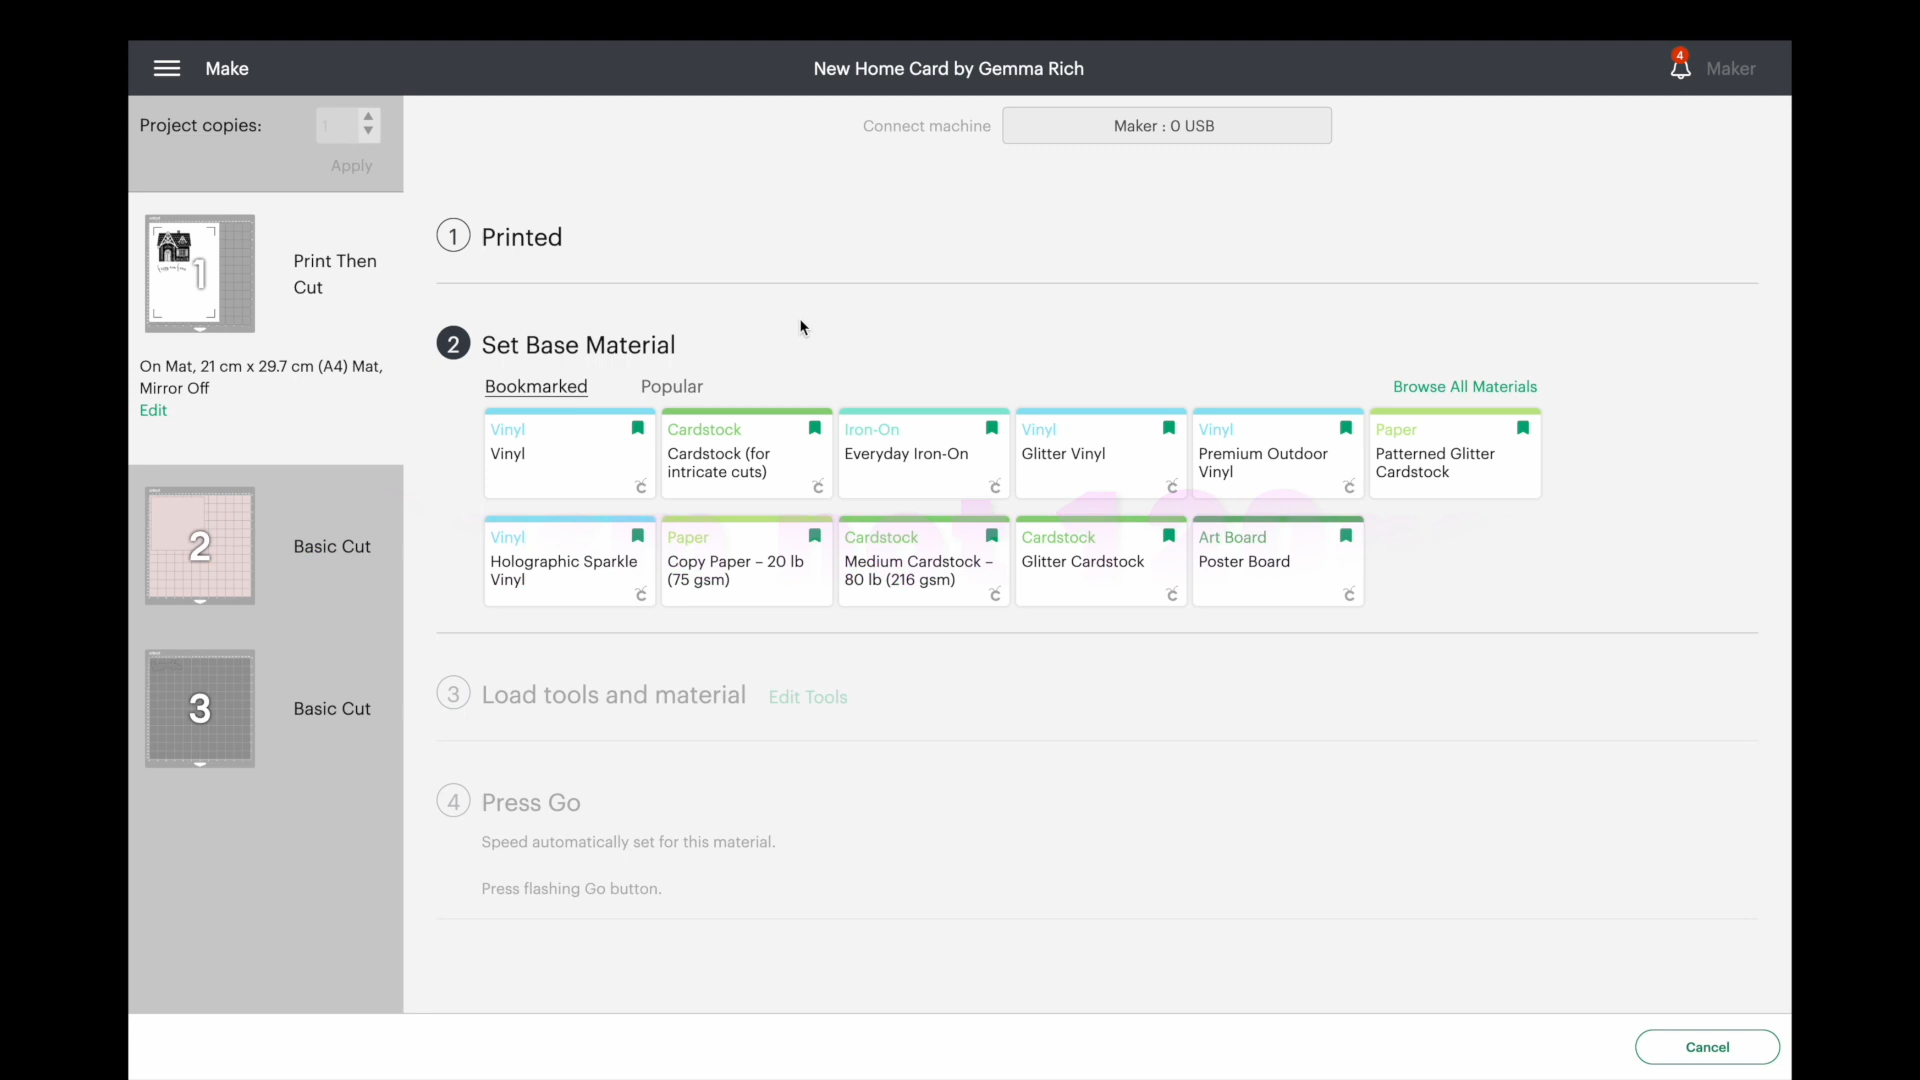 Make
New Home Card by Gemma Rich
4
Maker
Project copies:
1
Apply
Connect machine
Maker : 0 USB
1
Print Then
Cut
On Mat, 21 cm x 29.7 cm (A4) Mat,
Mirror Off
Edit
2
Basic Cut
3
Basic Cut
1 Printed
2 Set Base Material
Bookmarked
Popular
Browse All Materials
Vinyl
Vinyl
Cardstock
Cardstock (for
intricate cuts)
Iron-On
Everyday Iron-On
Vinyl
Glitter Vinyl
Vinyl
Premium Outdoor
Vinyl
Paper
Patterned Glitter
Cardstock
Vinyl
Holographic Sparkle
Vinyl
Paper
Copy Paper – 20 lb
(75 gsm)
Cardstock
Medium Cardstock –
80 lb (216 gsm)
Cardstock
Glitter Cardstock
Art Board
Poster Board
3 Load tools and material Edit Tools
4 Press Go
Speed automatically set for this material.
Press flashing Go button.
Cancel